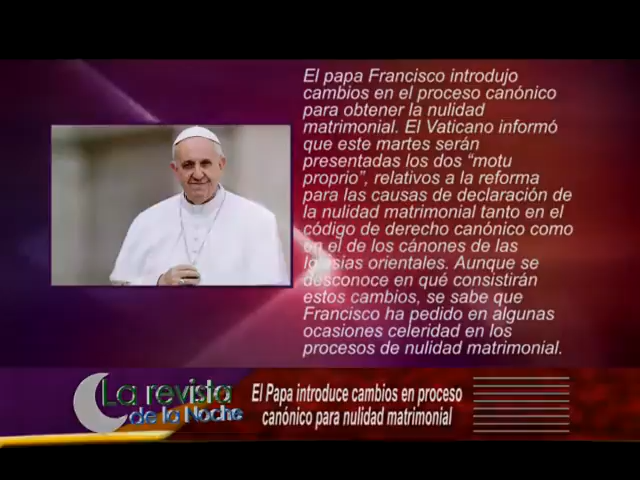 El papa Francisco introdujo
cambios en el proceso canónico
para obtener la nulidad
matrimonial. El Vaticano informó
que este martes serán
presentadas los dos “motu
proprio”, relativos a la reforma
para las causas de declaración de
la nulidad matrimonial tanto en el
código de derecho canónico como
en el de los cánones de las
Iglesias orientales. Aunque se
desconoce en qué consistirán
estos cambios, se sabe que
Francisco ha pedido en algunas
ocasiones celeridad en los
procesos de nulidad matrimonial.
La revista
de la Noche
El Papa introduce cambios en proceso
canónico para nulidad matrimonial